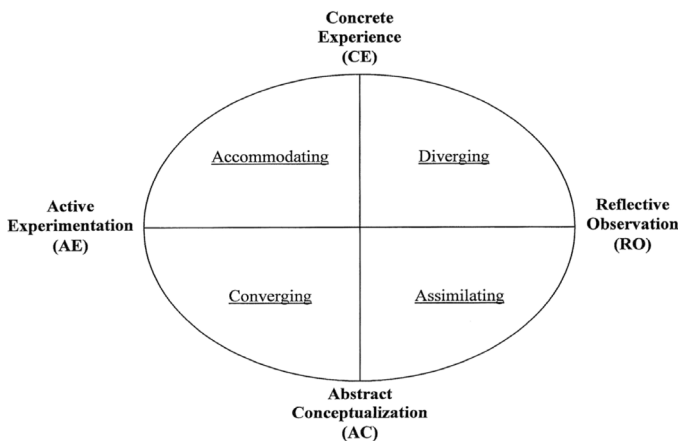 Concrete
Experience
(CE)
Accommodating
Diverging
Active
Experimentation
(AE)
Reflective
Observation
(RO)
Converging
Assimilating
Abstract
Conceptualization
(AC)